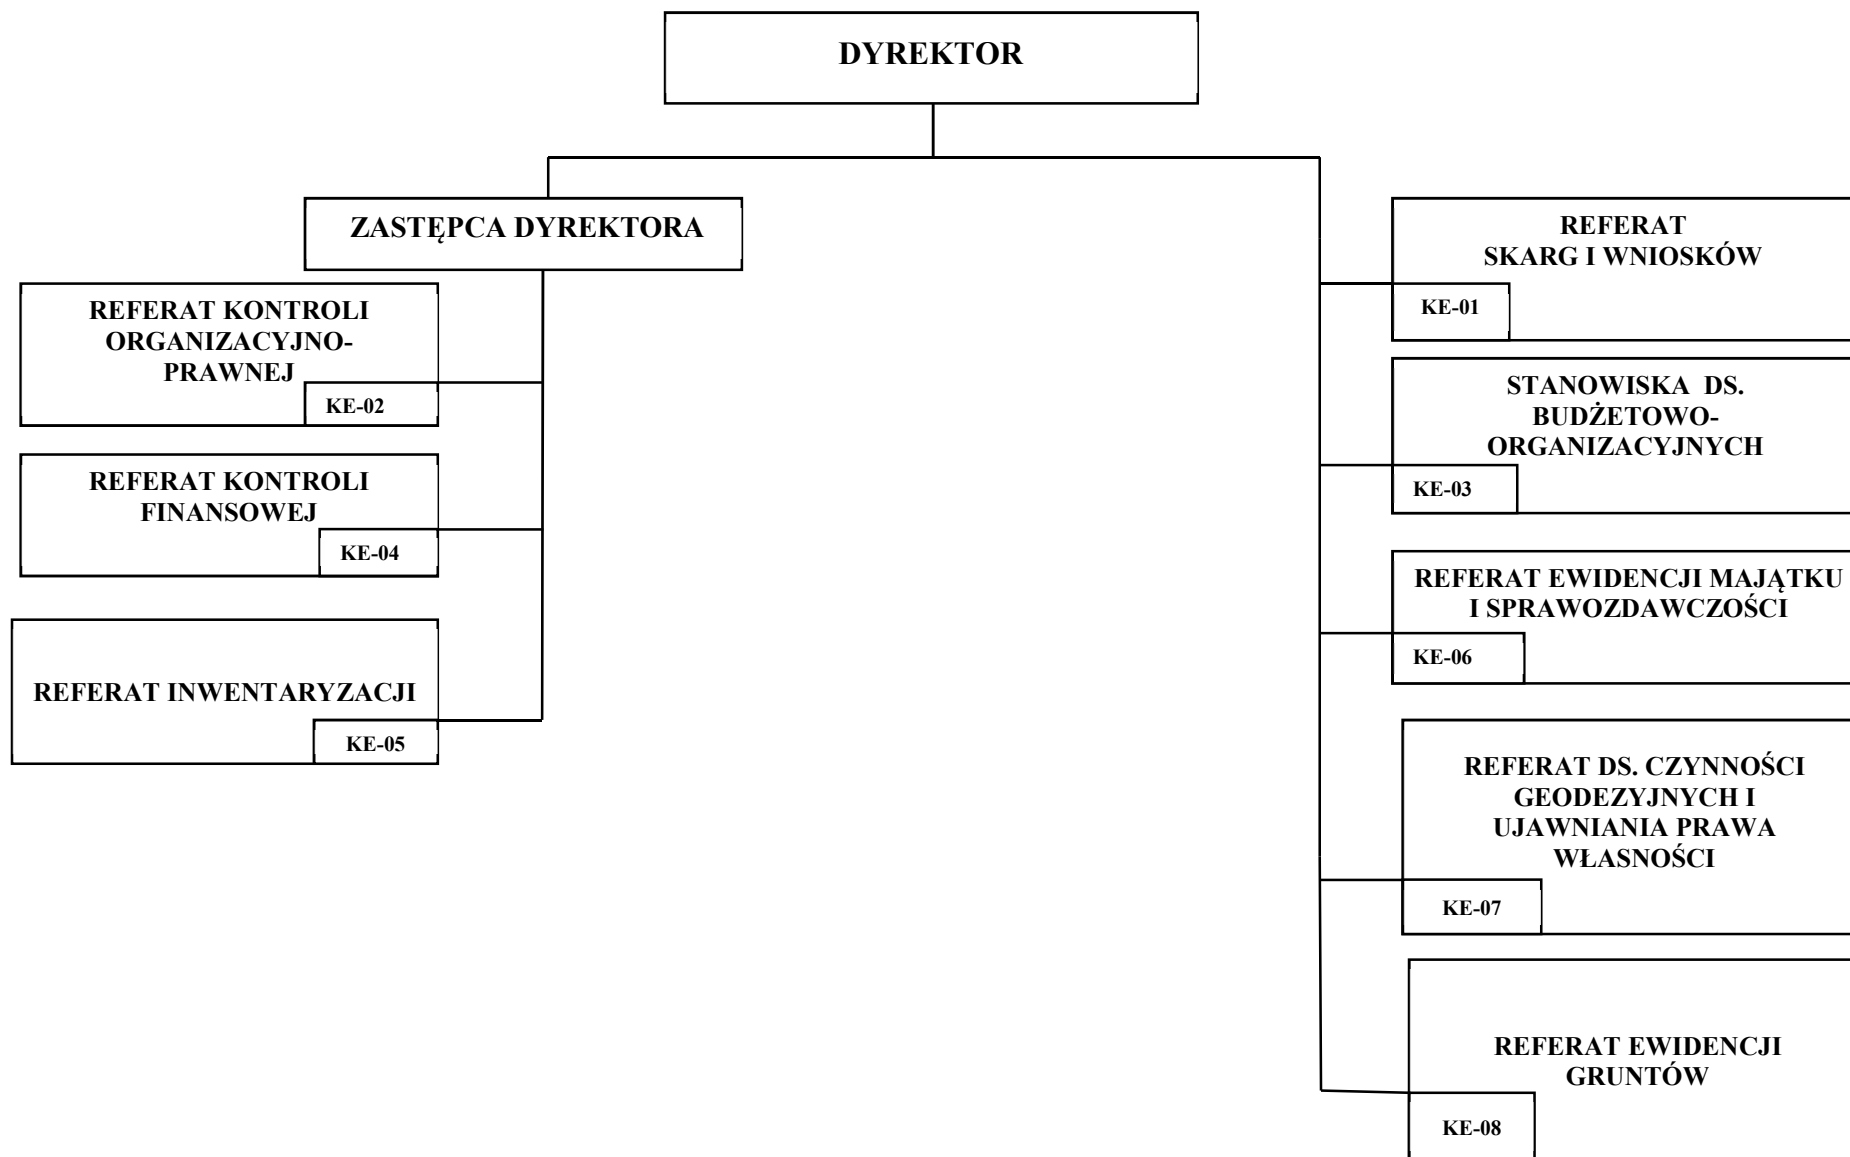 DYREKTOR
ZASTĘPCA DYREKTORA
REFERAT KONTROLI
ORGANIZACYJNO-
PRAWNEJ
KE-02
REFERAT KONTROLI
FINANSOWEJ
KE-04
REFERAT INWENTARYZACJI
KE-05
REFERAT
SKARG I WNIOSKÓW
KE-01
STANOWISKA DS.
BUDŻETOWO-
ORGANIZACYJNYCH
KE-03
REFERAT EWIDENCJI MAJĄTKU
I SPRAWOZDAWCZOŚCI
KE-06
REFERAT DS. CZYNNOŚCI
GEODEZYJNYCH I
UJAWNIANIA PRAWA
WŁASNOŚCI
KE-07
REFERAT EWIDENCJI
GRUNTÓW
KE-08